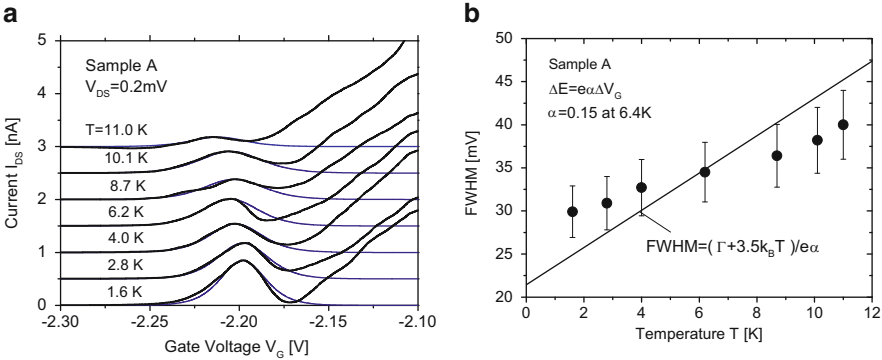 a
5
4
3
2
1
0
Current I_DS [nA]
Sample A
V_DS=0.2mV
T=11.0 K
10.1 K
8.7 K
6.2 K
4.0 K
2.8 K
1.6 K
-2.30
-2.25
-2.20
-2.15
-2.10
Gate Voltage V_G [V]
b
50
45
40
35
30
25
20
FWHM [mV]
Sample A
ΔE=eαΔV_G
α=0.15 at 6.4K
FWHM=( Γ+3.5k_BT )/eα
0
2
4
6
8
10
12
Temperature T [K]